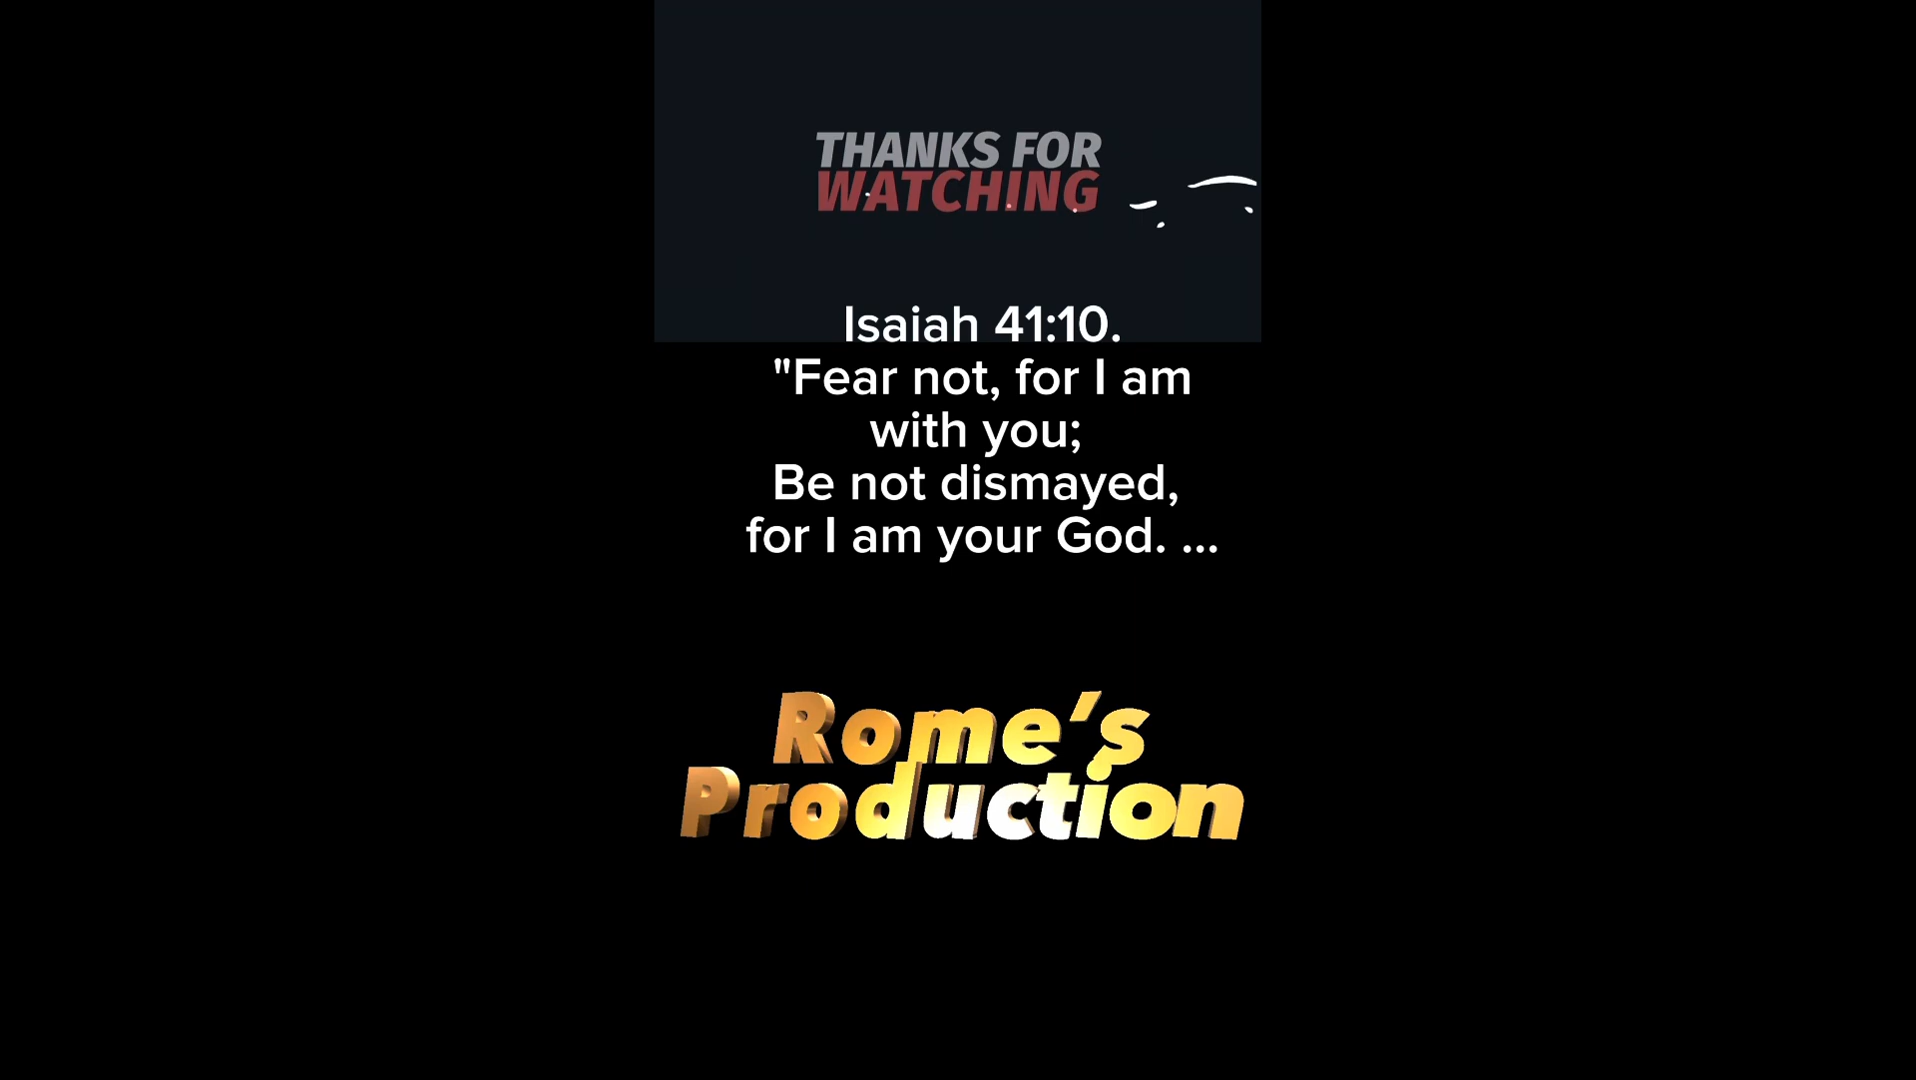 THANKS FOR
WATCHING
Isaiah 41:10.
"Fear not, for I am
with you;
Be not dismayed,
for I am your God. ...
Rome's
Production